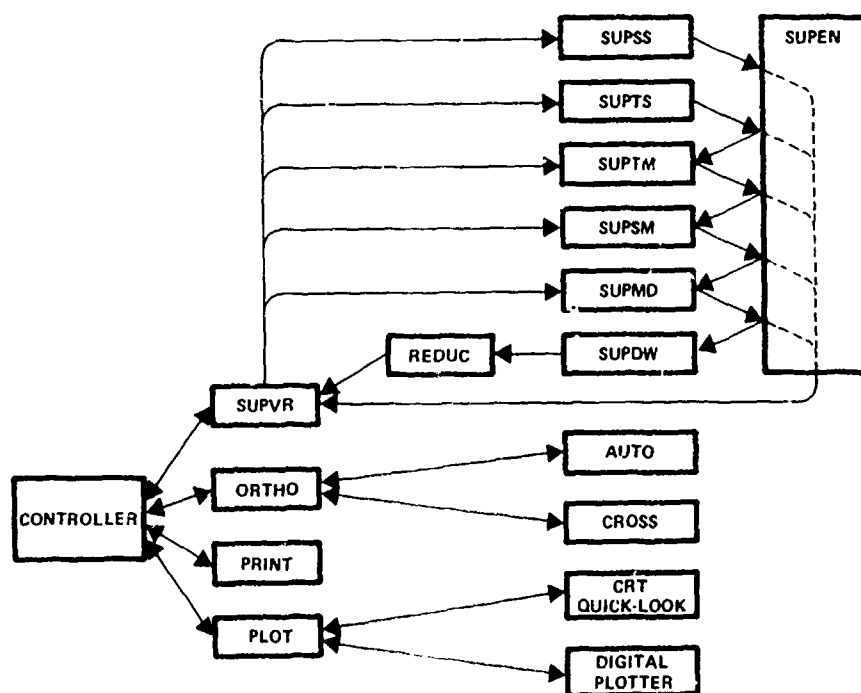 SUPSS
SUPEN
SUPTS
SUPTM
SUPSM
SUPMD
REDUC
SUPDW
SUPVR
AUTO
CONTROLLER
ORTHO
CROSS
PRINT
CRT
QUICK-LOOK
PLOT
DIGITAL
PLOTTER